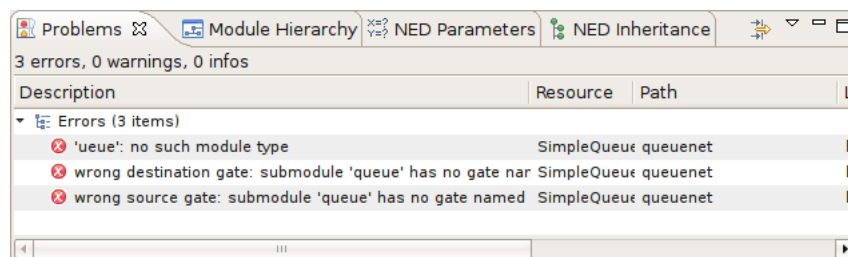 Problems Module Hierarchy x=? y=? NED Parameters NED Inheritance
3 errors, 0 warnings, 0 infos
Description Resource Path
Errors (3 items)
'ueue': no such module type SimpleQueue queuenet
wrong destination gate: submodule 'queue' has no gate nar SimpleQueue queuenet
wrong source gate: submodule 'queue' has no gate named SimpleQueue queuenet